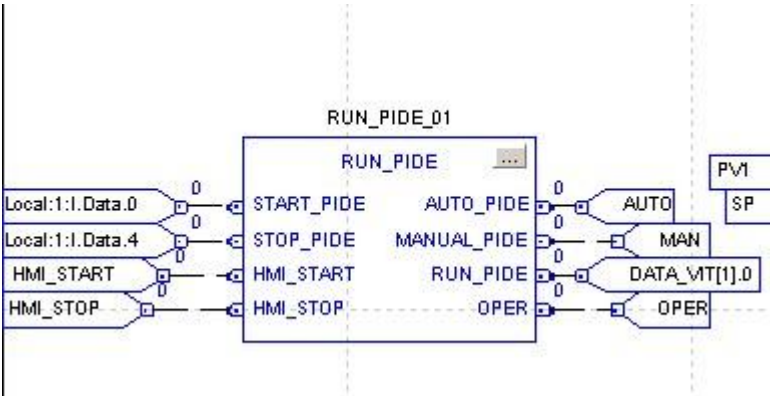 RUN_PIDE_01
RUN_PIDE ...
PV1
Local:1:I.Data.0 0 START_PIDE AUTO_PIDE 0 AUTO SP
Local:1:I.Data.4 0 STOP_PIDE MANUAL_PIDE 0 MAN
HMI_START 0 HMI_START RUN_PIDE 0 DATA_VIT[1].0
HMI_STOP 0 HMI_STOP OPER 0 OPER